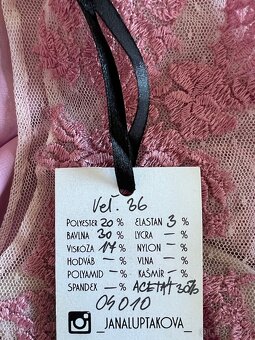 Veľ. 36
POLYESTER 20 % ELASTAN 3 %
BAVLNA 30 % LYCRA — %
VISKÓZA 17 % NYLON — %
HODVÁB — % VLNA — %
POLYAMID — % KAŠMÍR — %
SPANDEX — % ACETÁT 30%
04010
_JANALUPTAKOVA_